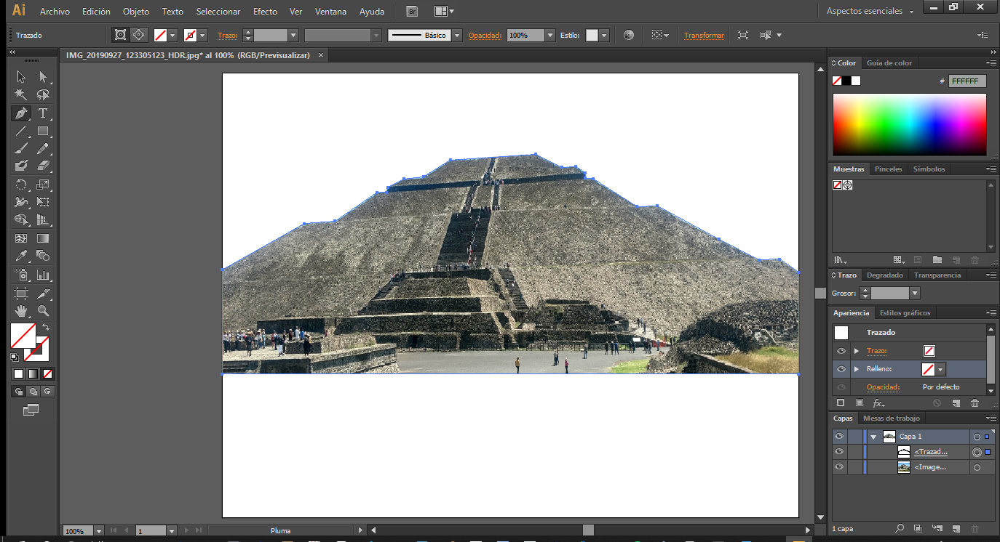 Ai Archivo Edición Objeto Texto Seleccionar Efecto Ver Ventana Ayuda Br Aspectos esenciales
Trazado Trazo: Básico Opacidad: 100% Estilo: Transformar
IMG_20190927_123305123_HDR.jpg* al 100% (RGB/Previsualizar) ×
Color Guía de color
# FFFFFF
Muestras Pinceles Símbolos
Trazo Degradado Transparencia
Grosor:
Apariencia Estilos gráficos
Trazado
Trazo:
Relleno:
Opacidad: Por defecto
fx
Capas Mesas de trabajo
Capa 1
<Trazad...
<Image...
1 capa
100% 1 Pluma